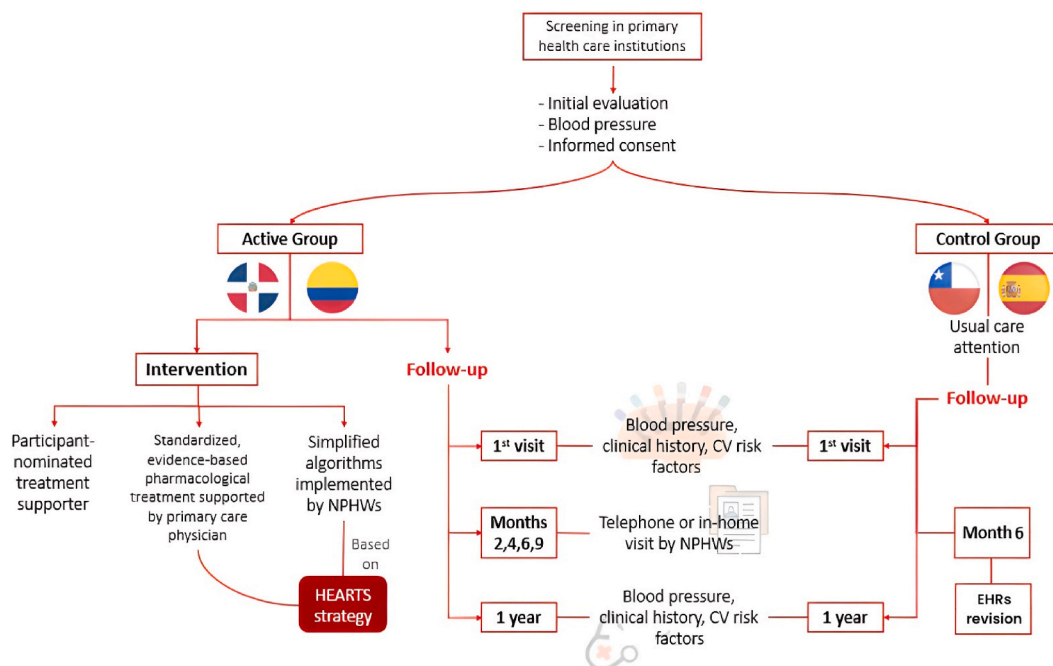 Screening in primary
health care institutions
- Initial evaluation
- Blood pressure
- Informed consent
Active Group
Control Group
Usual care
attention
Intervention
Follow-up
Follow-up
Participant-
nominated
treatment
supporter
Standardized,
evidence-based
pharmacological
treatment supported
by primary care
physician
Simplified
algorithms
implemented
by NPHWs
Based
on
HEARTS
strategy
1st visit
Blood pressure,
clinical history, CV risk
factors
1st visit
Months
2,4,6,9
Telephone or in-home
visit by NPHWs
Month 6
EHRs
revision
1 year
Blood pressure,
clinical history, CV risk
factors
1 year